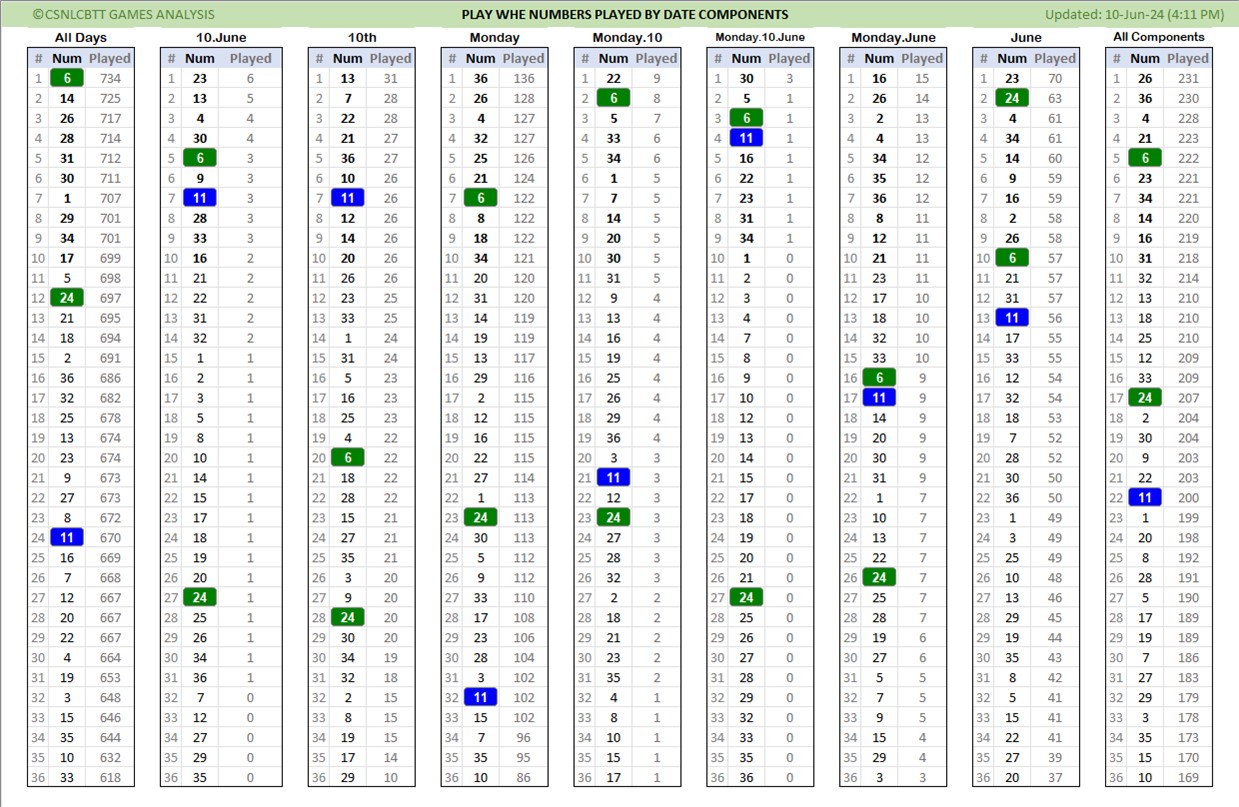 ©CSNLCBTT GAMES ANALYSIS PLAY WHE NUMBERS PLAYED BY DATE COMPONENTS Updated: 10-Jun-24 (4:11 PM)
All Days 10.June 10th Monday Monday.10 Monday.10.June Monday.June June All Components
# Num Played # Num Played # Num Played # Num Played # Num Played # Num Played # Num Played # Num Played # Num Played
1 6 734 1 23 6 1 13 31 1 36 136 1 22 9 1 30 3 1 16 15 1 23 70 1 26 231
2 14 725 2 13 5 2 7 28 2 26 128 2 6 8 2 5 1 2 26 14 2 24 63 2 36 230
3 26 717 3 4 4 3 22 28 3 4 127 3 5 7 3 6 1 3 2 13 3 4 61 3 4 228
4 28 714 4 30 4 4 21 27 4 32 127 4 33 6 4 11 1 4 4 13 4 34 61 4 21 223
5 31 712 5 6 3 5 36 27 5 25 126 5 34 6 5 16 1 5 34 12 5 14 60 5 6 222
6 30 711 6 9 3 6 10 26 6 21 124 6 1 5 6 22 1 6 35 12 6 9 59 6 23 221
7 1 707 7 11 3 7 11 26 7 6 122 7 7 5 7 23 1 7 36 12 7 16 59 7 34 221
8 29 701 8 28 3 8 12 26 8 8 122 8 14 5 8 31 1 8 8 11 8 2 58 8 14 220
9 34 701 9 33 3 9 14 26 9 18 122 9 20 5 9 34 1 9 12 11 9 26 58 9 16 219
10 17 699 10 16 2 10 20 26 10 34 121 10 30 5 10 1 0 10 21 11 10 6 57 10 31 218
11 5 698 11 21 2 11 26 26 11 20 120 11 31 5 11 2 0 11 23 11 11 21 57 11 32 214
12 24 697 12 22 2 12 23 25 12 31 120 12 9 4 12 3 0 12 17 10 12 31 57 12 13 210
13 21 695 13 31 2 13 33 25 13 14 119 13 13 4 13 4 0 13 18 10 13 11 56 13 18 210
14 18 694 14 32 2 14 1 24 14 19 119 14 16 4 14 7 0 14 32 10 14 17 55 14 25 210
15 2 691 15 1 1 15 31 24 15 13 117 15 19 4 15 8 0 15 33 10 15 33 55 15 12 209
16 36 686 16 2 1 16 5 23 16 29 116 16 25 4 16 9 0 16 6 9 16 12 54 16 33 209
17 32 682 17 3 1 17 16 23 17 2 115 17 26 4 17 10 0 17 11 9 17 32 54 17 24 207
18 25 678 18 5 1 18 25 23 18 12 115 18 29 4 18 12 0 18 14 9 18 18 53 18 2 204
19 13 674 19 8 1 19 4 22 19 16 115 19 36 4 19 13 0 19 20 9 19 7 52 19 30 204
20 23 674 20 10 1 20 6 22 20 22 115 20 3 3 20 14 0 20 30 9 20 28 52 20 9 203
21 9 673 21 14 1 21 18 22 21 27 114 21 11 3 21 15 0 21 31 9 21 30 50 21 22 203
22 27 673 22 15 1 22 28 22 22 1 113 22 12 3 22 17 0 22 1 7 22 36 50 22 11 200
23 8 672 23 17 1 23 15 21 23 24 113 23 24 3 23 18 0 23 10 7 23 1 49 23 1 199
24 11 670 24 18 1 24 27 21 24 30 113 24 27 3 24 19 0 24 13 7 24 3 49 24 20 198
25 16 669 25 19 1 25 35 21 25 5 112 25 28 3 25 20 0 25 22 7 25 25 49 25 8 192
26 7 668 26 20 1 26 3 20 26 9 112 26 32 3 26 21 0 26 24 7 26 10 48 26 28 191
27 12 667 27 24 1 27 9 20 27 33 110 27 2 2 27 24 0 27 25 7 27 13 46 27 5 190
28 20 667 28 25 1 28 24 20 28 17 108 28 18 2 28 25 0 28 28 7 28 29 45 28 17 189
29 22 667 29 26 1 29 30 20 29 23 106 29 21 2 29 26 0 29 19 6 29 19 44 29 19 189
30 4 664 30 34 1 30 34 19 30 28 104 30 23 2 30 27 0 30 27 6 30 35 43 30 7 186
31 19 653 31 36 1 31 32 18 31 3 102 31 35 2 31 28 0 31 5 5 31 8 42 31 27 183
32 3 648 32 7 0 32 2 15 32 11 102 32 4 1 32 29 0 32 7 5 32 5 41 32 29 179
33 15 646 33 12 0 33 8 15 33 15 102 33 8 1 33 32 0 33 9 5 33 15 41 33 3 178
34 35 644 34 27 0 34 19 15 34 7 96 34 10 1 34 33 0 34 15 4 34 22 41 34 35 173
35 10 632 35 29 0 35 17 14 35 35 95 35 15 1 35 35 0 35 29 4 35 27 39 35 15 170
36 33 618 36 35 0 36 29 10 36 10 86 36 17 1 36 36 0 36 3 3 36 20 37 36 10 169